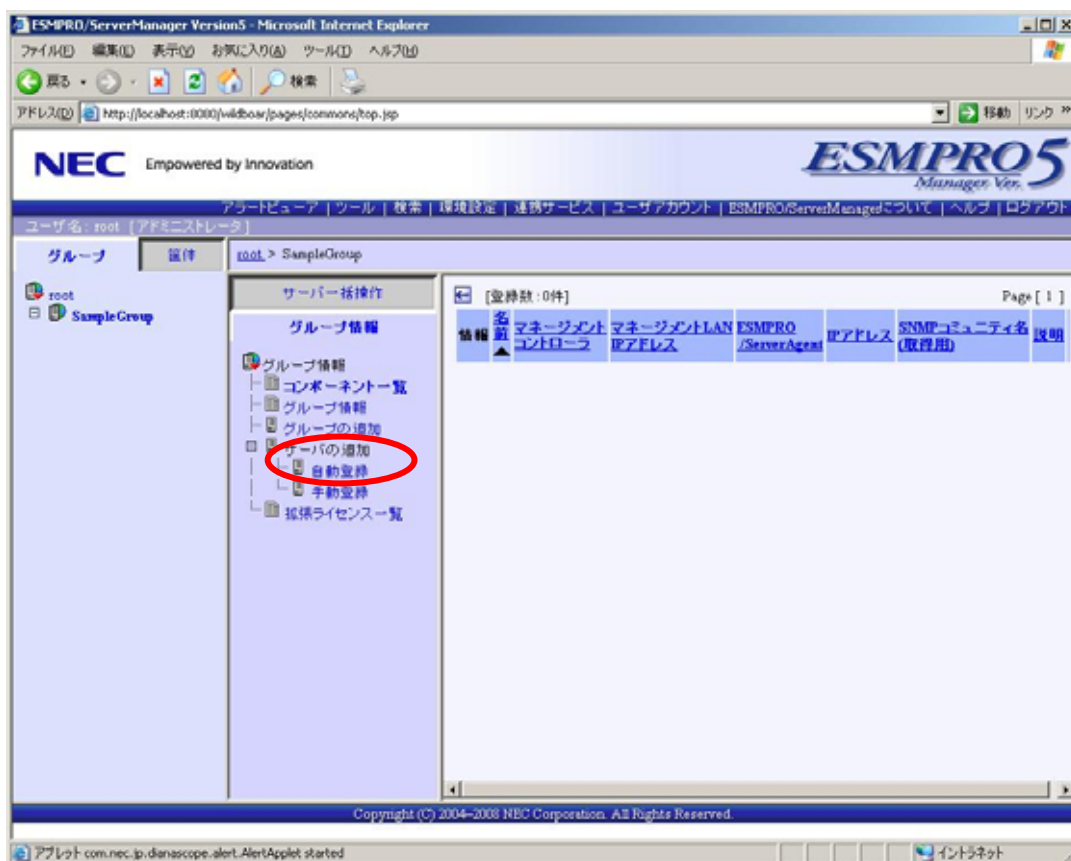 ESMPRO/ServerManager Version5 - Microsoft Internet Explorer
ファイル(F) 編集(E) 表示(V) お気に入り(A) ツール(T) ヘルプ(H)
戻る 検索
アドレス(D) http://localhost:8080/wildboar/pages/commons/top.jsp 移動 リンク »
NEC Empowered by Innovation
ESMPRO5
Manager Ver.
アラートビューア | ツール | 検索 | 環境設定 | 連携サービス | ユーザアカウント | ESMPRO/ServerManagerについて | ヘルプ | ログアウト
ユーザ名 : root [アドミニストレータ]
グループ 筐体
root > SampleGroup
root
SampleGroup
サーバ一括操作
グループ情報
グループ情報
コンポーネント一覧
グループ情報
グループの追加
サーバの追加
自動登録
手動登録
拡張ライセンス一覧
[登録数 : 0件] Page [ 1 ]
情報 名前▲ マネージメントコントローラ マネージメントLAN IPアドレス ESMPRO/ServerAgent IPアドレス SNMPコミュニティ名(取得用) 説明
Copyright (C) 2004-2008 NEC Corporation. All Rights Reserved.
アプレット com.nec.jp.dianascope.alert.AlertApplet started イントラネット